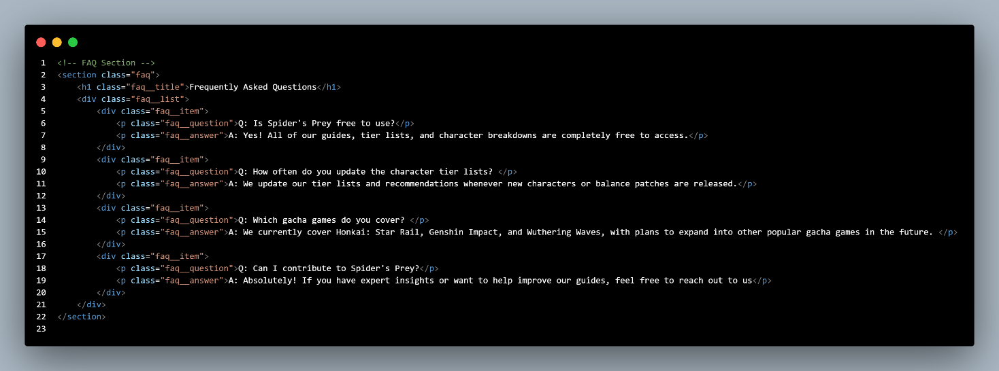 1 <!-- FAQ Section -->
2 <section class="faq">
3     <h1 class="faq__title">Frequently Asked Questions</h1>
4     <div class="faq__list">
5         <div class="faq__item">
6             <p class="faq__question">Q: Is Spider's Prey free to use?</p>
7             <p class="faq__answer">A: Yes! All of our guides, tier lists, and character breakdowns are completely free to access.</p>
8         </div>
9         <div class="faq__item">
10             <p class="faq__question">Q: How often do you update the character tier lists? </p>
11             <p class="faq__answer">A: We update our tier lists and recommendations whenever new characters or balance patches are released.</p>
12         </div>
13         <div class="faq__item">
14             <p class="faq__question">Q: Which gacha games do you cover? </p>
15             <p class="faq__answer">A: We currently cover Honkai: Star Rail, Genshin Impact, and Wuthering Waves, with plans to expand into other popular gacha games in the future. </p>
16         </div>
17         <div class="faq__item">
18             <p class="faq__question">Q: Can I contribute to Spider's Prey?</p>
19             <p class="faq__answer">A: Absolutely! If you have expert insights or want to help improve our guides, feel free to reach out to us</p>
20         </div>
21     </div>
22 </section>
23